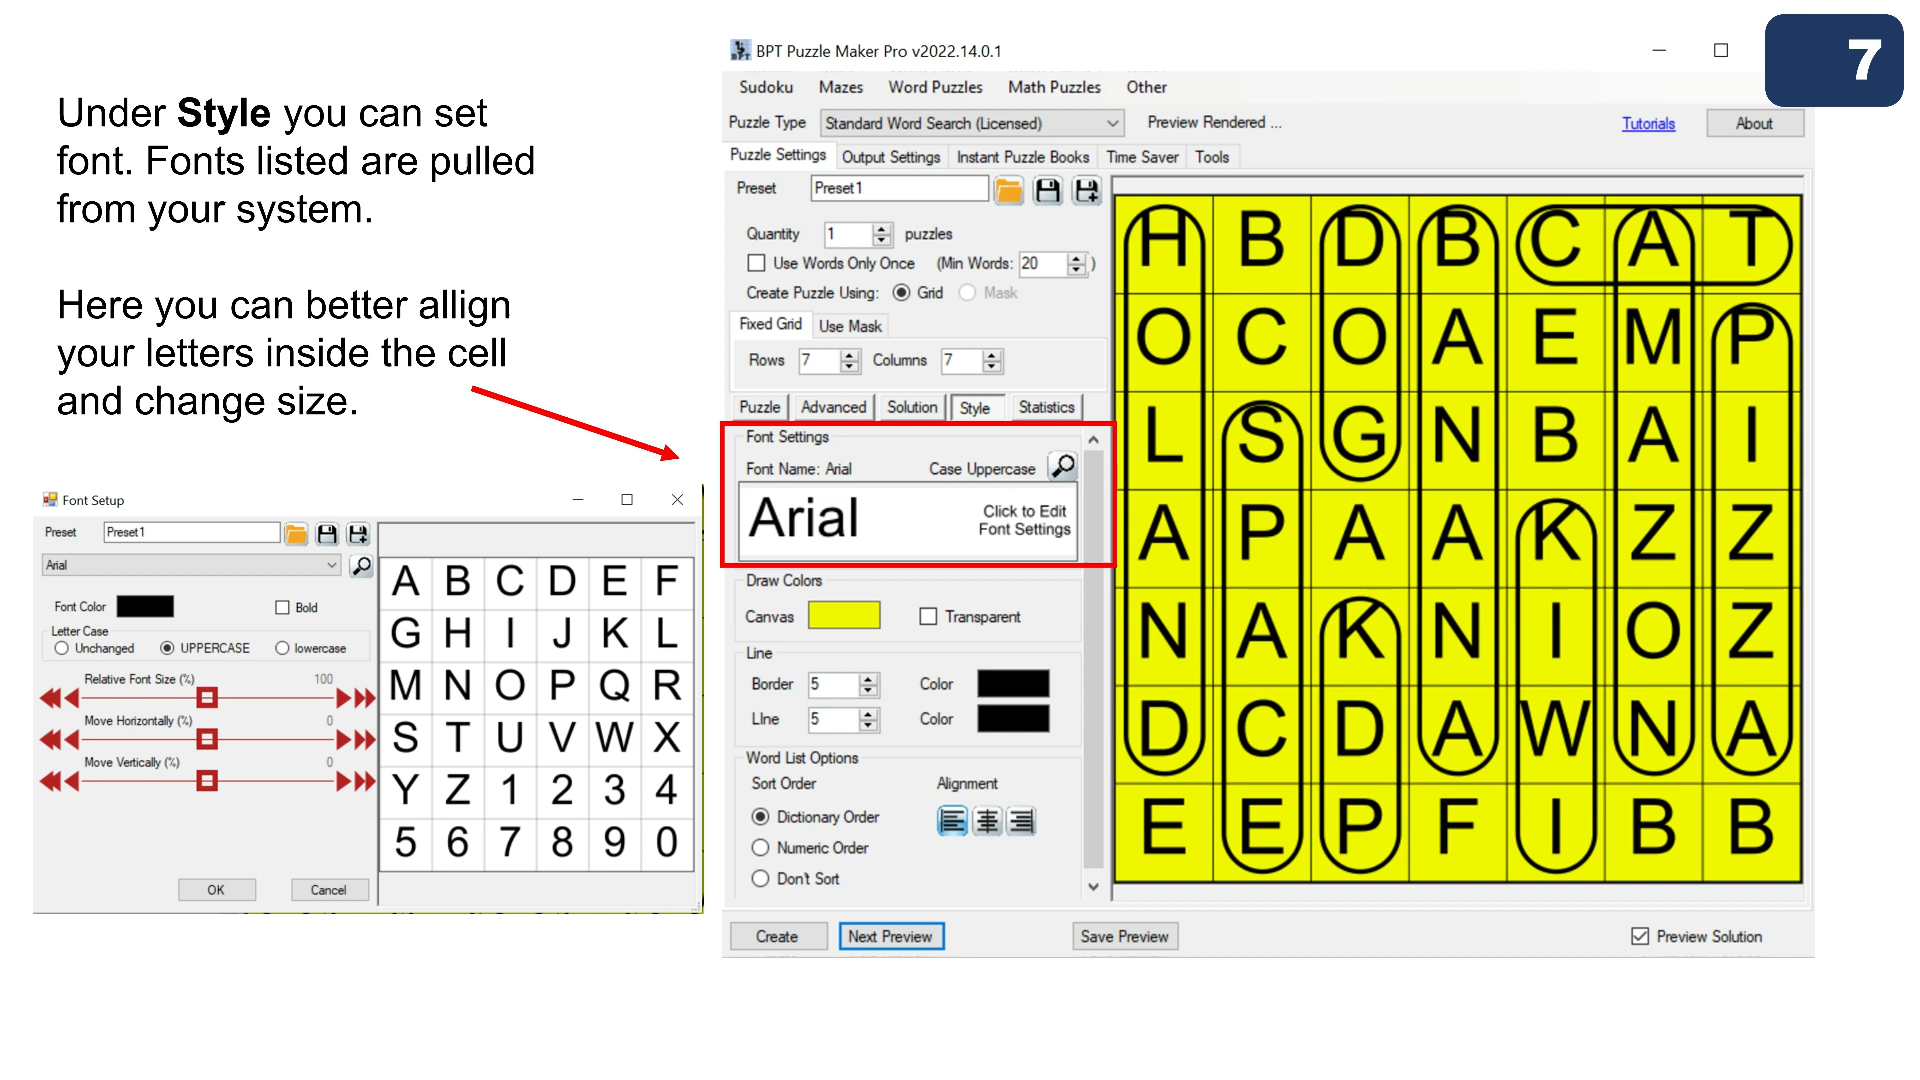 7
Under Style you can set
font. Fonts listed are pulled
from your system.
Here you can better allign
your letters inside the cell
and change size.
Font Setup
Preset Preset1
Arial
Font Color Bold
Letter Case
Unchanged UPPERCASE lowercase
Relative Font Size (%) 100
Move Horizontally (%) 0
Move Vertically (%) 0
OK Cancel
A B C D E F
G H I J K L
M N O P Q R
S T U V W X
Y Z 1 2 3 4
5 6 7 8 9 0
BPT Puzzle Maker Pro v2022.14.0.1
Sudoku Mazes Word Puzzles Math Puzzles Other
Puzzle Type Standard Word Search (Licensed) Preview Rendered ... Tutorials About
Puzzle Settings Output Settings Instant Puzzle Books Time Saver Tools
Preset Preset1
Quantity 1 puzzles
Use Words Only Once (Min Words: 20 )
Create Puzzle Using: Grid Mask
Fixed Grid Use Mask
Rows 7 Columns 7
Puzzle Advanced Solution Style Statistics
Font Settings
Font Name: Arial Case Uppercase
Arial Click to Edit
Font Settings
Draw Colors
Canvas Transparent
Line
Border 5 Color
LIne 5 Color
Word List Options
Sort Order Alignment
Dictionary Order
Numeric Order
Don't Sort
H B D B C A T
O C O A E M P
L S G N B A I
A P A A K Z Z
N A K N I O Z
D C D A W N A
E E P F I B B
Create Next Preview Save Preview Preview Solution